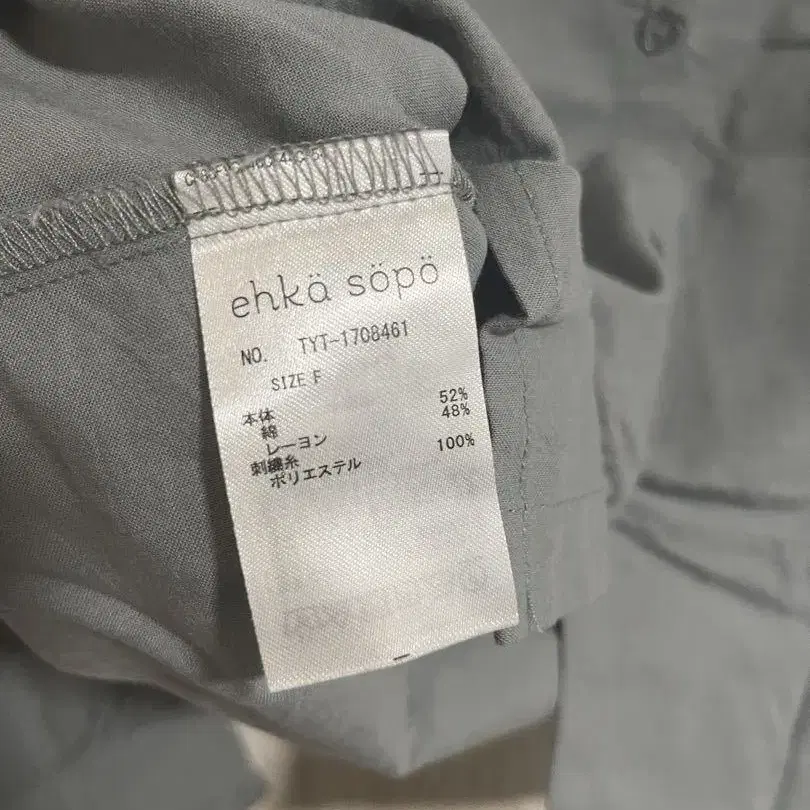 ehkä söpö
NO. TYT-1708461
SIZE F
本体
綿 52%
レーヨン 48%
刺繍糸
ポリエステル 100%